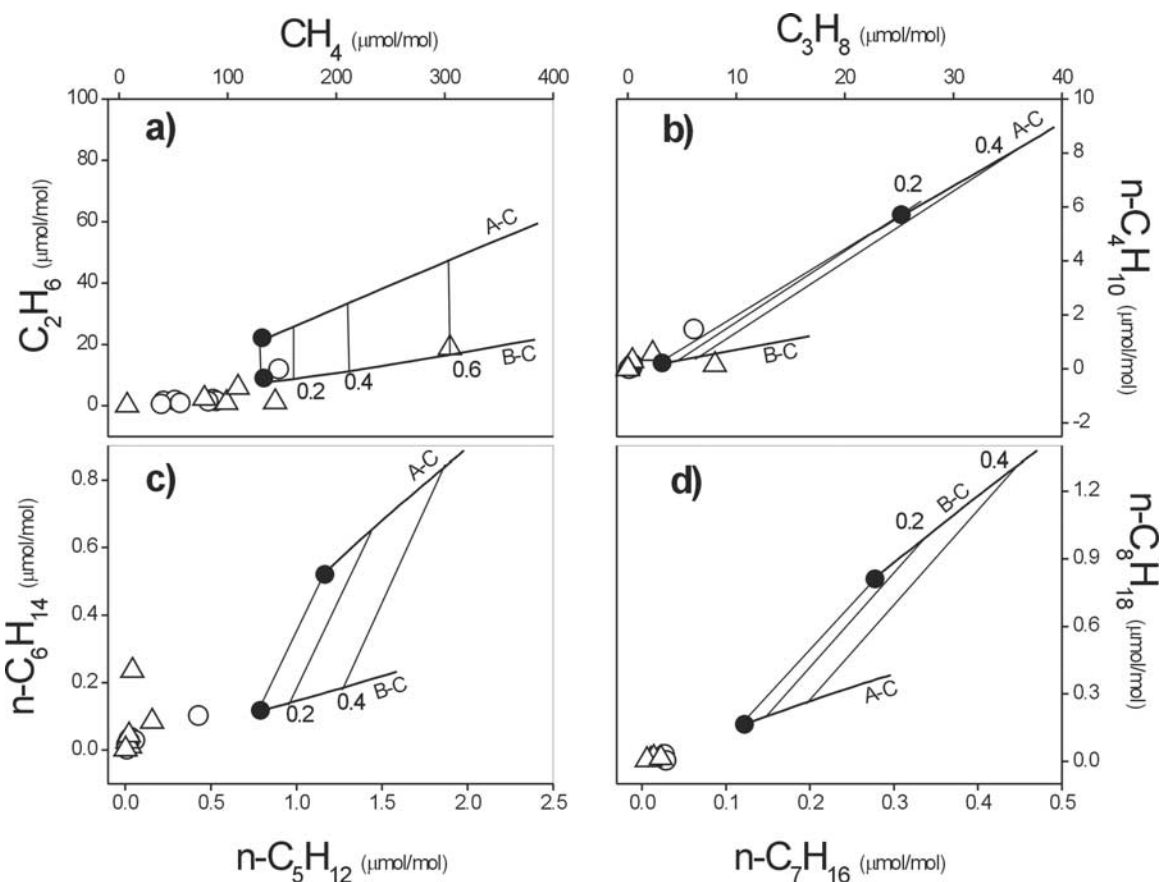 CH4 (μmol/mol)
C3H8 (μmol/mol)
0 100 200 300 400
0 10 20 30 40
100
80
60
40
20
0
C2H6 (μmol/mol)
a)
A-C
B-C
0.2
0.4
0.6
b)
A-C
0.4
0.2
B-C
10
8
6
4
2
0
-2
n-C4H10 (μmol/mol)
0.8
0.6
0.4
0.2
0.0
n-C6H14 (μmol/mol)
c)
A-C
B-C
0.2
0.4
d)
0.4
B-C
0.2
A-C
1.2
0.9
0.6
0.3
0.0
n-C8H18 (μmol/mol)
0.0 0.5 1.0 1.5 2.0 2.5
0.0 0.1 0.2 0.3 0.4 0.5
n-C5H12 (μmol/mol)
n-C7H16 (μmol/mol)